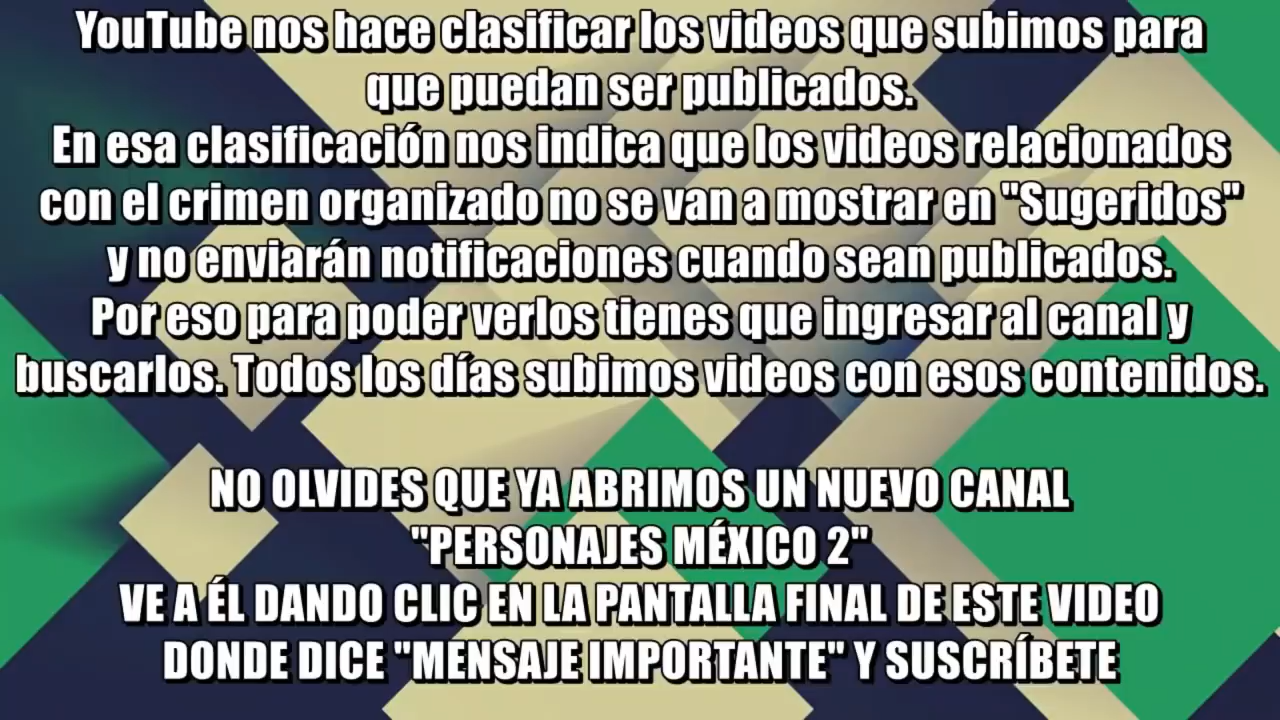 YouTube nos hace clasificar los videos que subimos para
que puedan ser publicados.
En esa clasificación nos indica que los videos relacionados
con el crimen organizado no se van a mostrar en "Sugeridos"
y no enviarán notificaciones cuando sean publicados.
Por eso para poder verlos tienes que ingresar al canal y
buscarlos. Todos los días subimos videos con esos contenidos.
NO OLVIDES QUE YA ABRIMOS UN NUEVO CANAL
"PERSONAJES MÉXICO 2"
VE A ÉL DANDO CLIC EN LA PANTALLA FINAL DE ESTE VIDEO
DONDE DICE "MENSAJE IMPORTANTE" Y SUSCRÍBETE